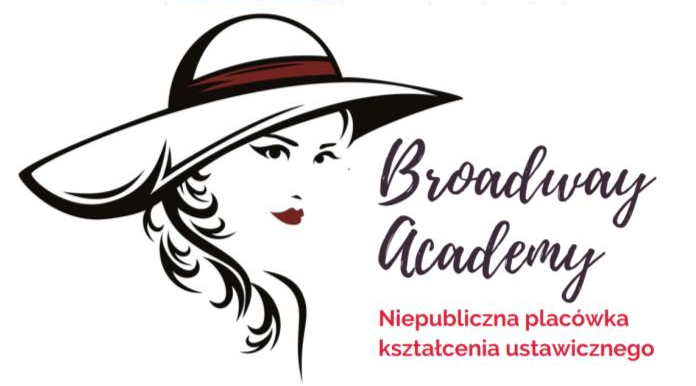 Broadway
Academy
Niepubliczna placówka
kształcenia ustawicznego